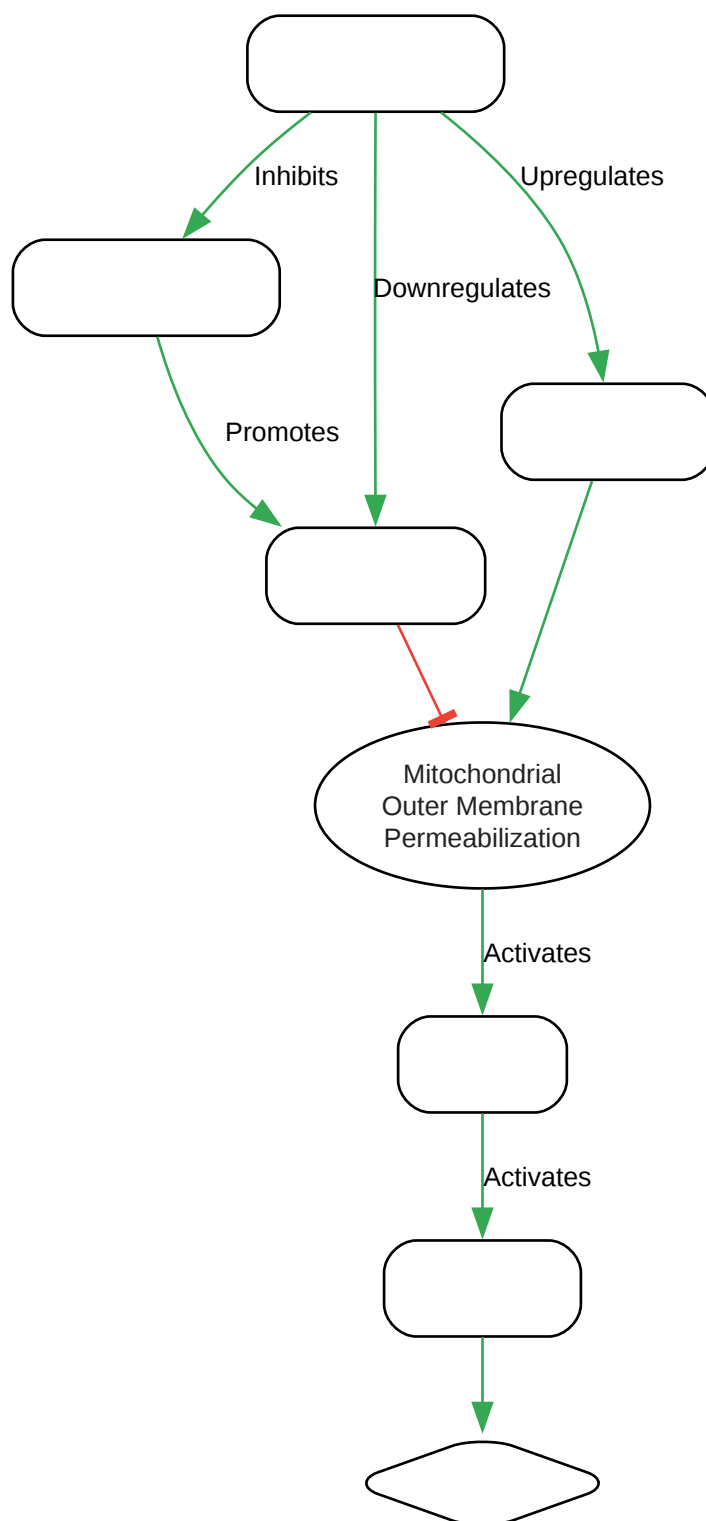 Inhibits
Upregulates
Downregulates
Promotes
Mitochondrial
Outer Membrane
Permeabilization
Activates
Activates